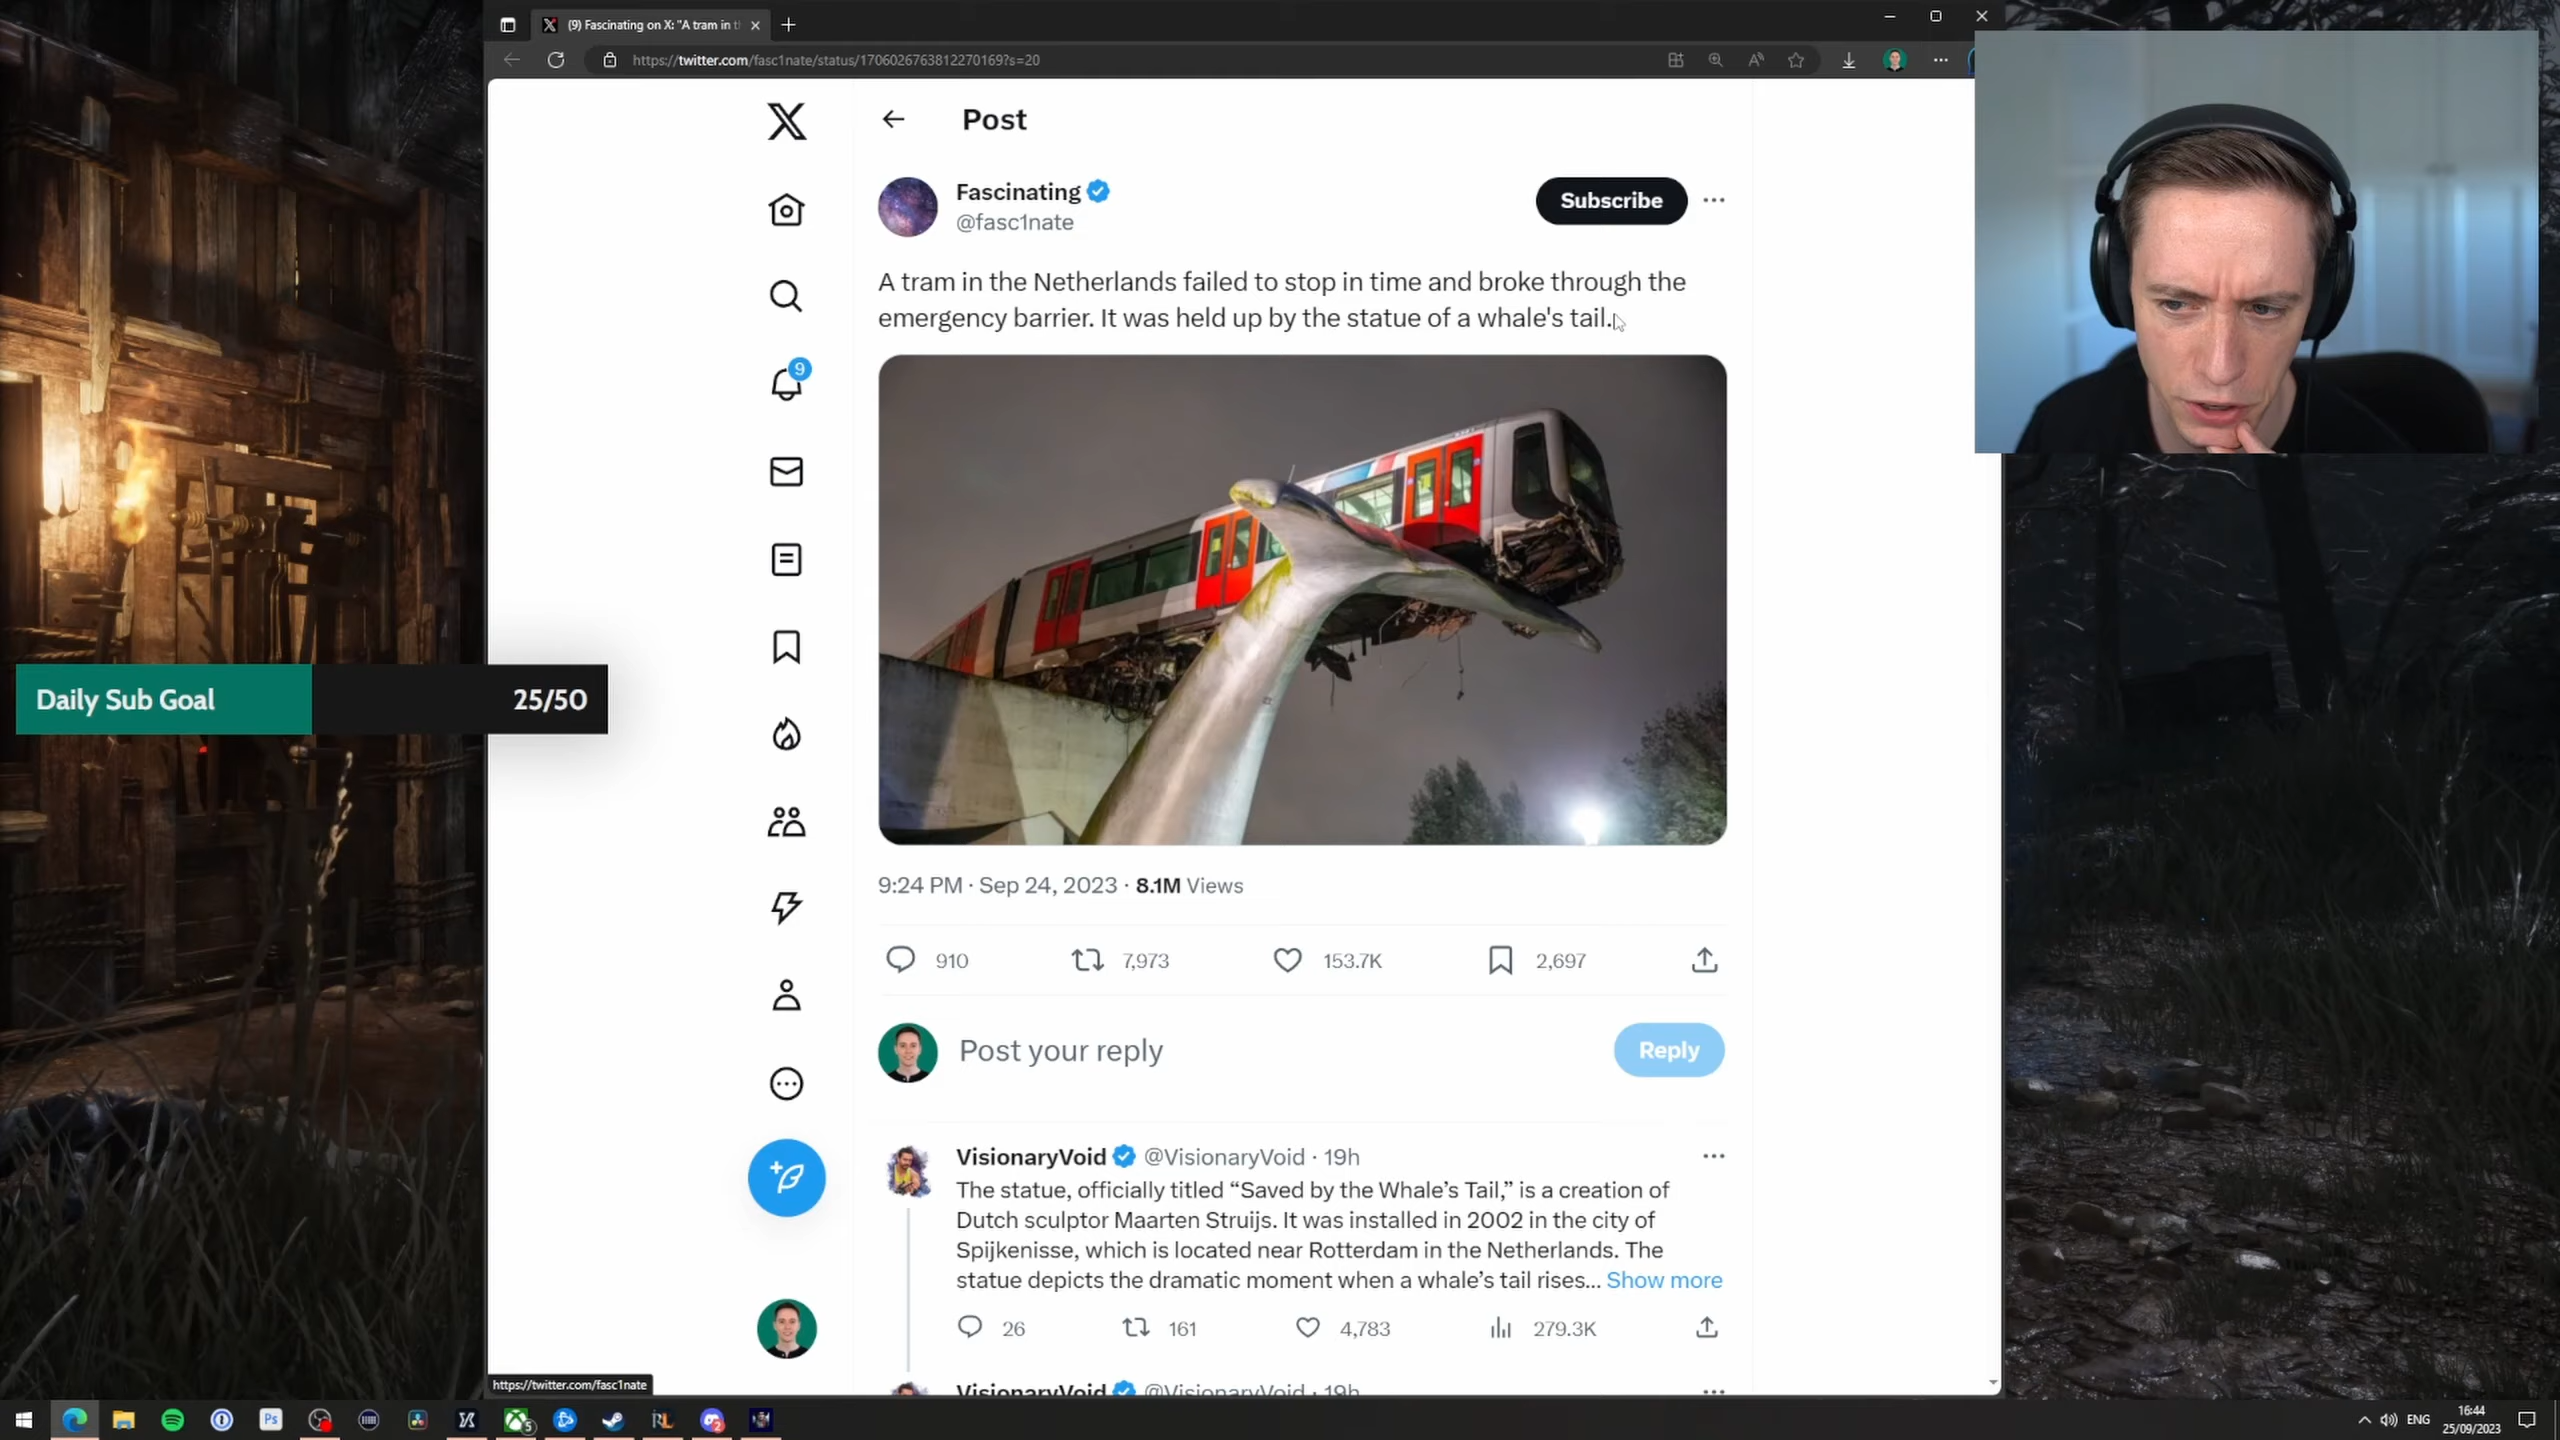 (9) Fascinating on X: "A tram in t
https://twitter.com/fasc1nate/status/1706026763812270169?s=20
Post
Fascinating
@fasc1nate
Subscribe
A tram in the Netherlands failed to stop in time and broke through the
emergency barrier. It was held up by the statue of a whale's tail.
9
Daily Sub Goal 25/50
9:24 PM · Sep 24, 2023 · 8.1M Views
910 7,973 153.7K 2,697
Post your reply
Reply
VisionaryVoid @VisionaryVoid · 19h
The statue, officially titled “Saved by the Whale’s Tail,” is a creation of
Dutch sculptor Maarten Struijs. It was installed in 2002 in the city of
Spijkenisse, which is located near Rotterdam in the Netherlands. The
statue depicts the dramatic moment when a whale’s tail rises... Show more
26 161 4,783 279.3K
VisionaryVoid @VisionaryVoid · 19h
https://twitter.com/fasc1nate
Ps
5
2
ENG
16:44
25/09/2023